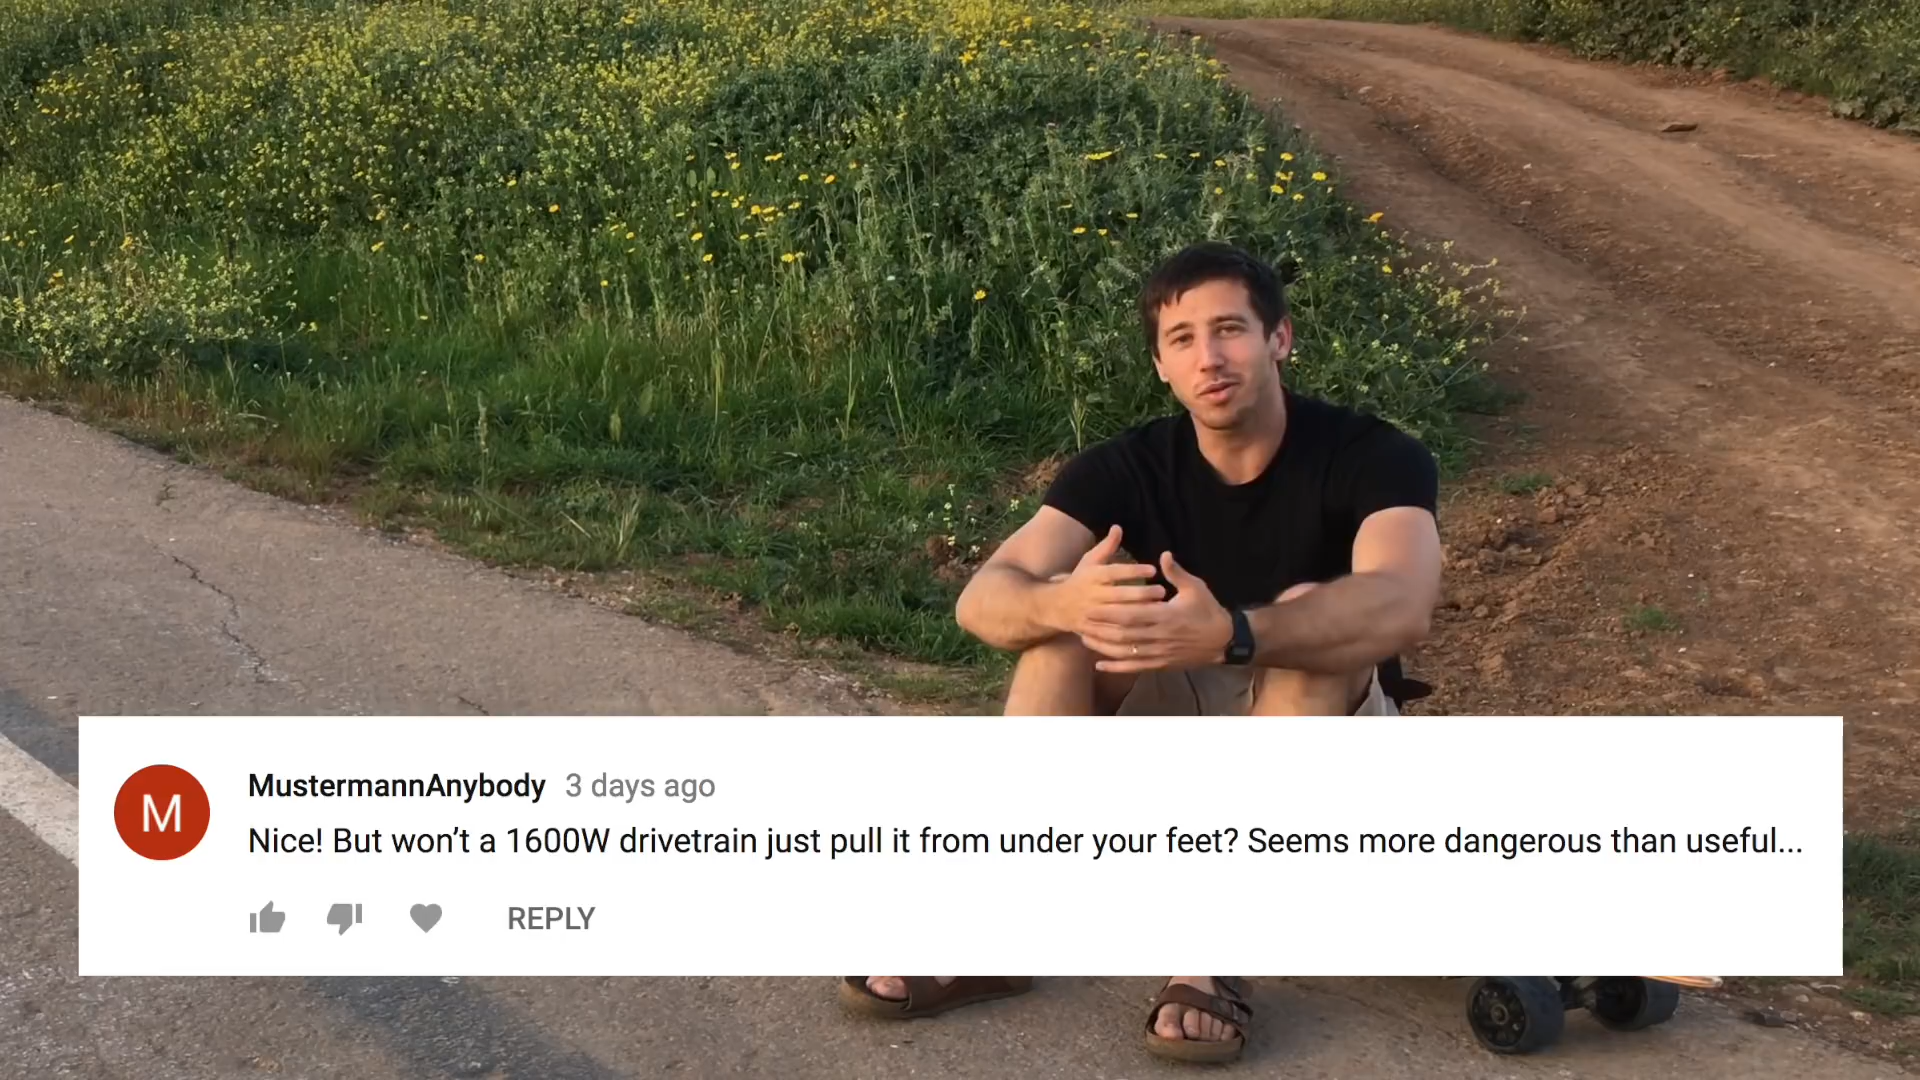 M
MustermannAnybody 3 days ago
Nice! But won’t a 1600W drivetrain just pull it from under your feet? Seems more dangerous than useful...
REPLY